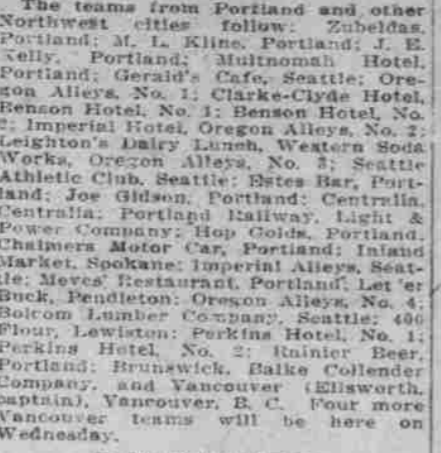 The teams from Portland and other
Northwest cities follow: Zubeldas,
Portland; M. L. Kline, Portland; J. E.
Kelly, Portland; Multnomah Hotel,
Portland; Gerald's Cafe, Seattle; Ore-
gon Alleys, No. 1; Clarke-Clyde Hotel,
Benson Hotel, No. 1; Benson Hotel, No.
2; Imperial Hotel, Oregon Alleys, No. 2;
Leighton's Dairy Lunch, Western Soda
Works, Oregon Alleys, No. 3; Seattle
Athletic Club, Seattle; Estes Bar, Port-
land; Joe Gidson, Portland; Centralia,
Centralia; Portland Railway, Light &
Power Company; Hop Golds, Portland;
Chalmers Motor Car, Portland; Inland
Market, Spokane; Imperial Alleys, Seat-
tle; Meves' Restaurant, Portland; Let 'er
Buck, Pendleton; Oregon Alleys, No. 4;
Bolcom Lumber Company, Seattle; 400
Flour, Lewiston; Perkins Hotel, No. 1;
Perkins Hotel, No. 2; Rainier Beer,
Portland; Brunswick, Balke Collender
Company, and Vancouver (Ellsworth,
captain), Vancouver, B. C. Four more
Vancouver teams will be here on
Wednesday.